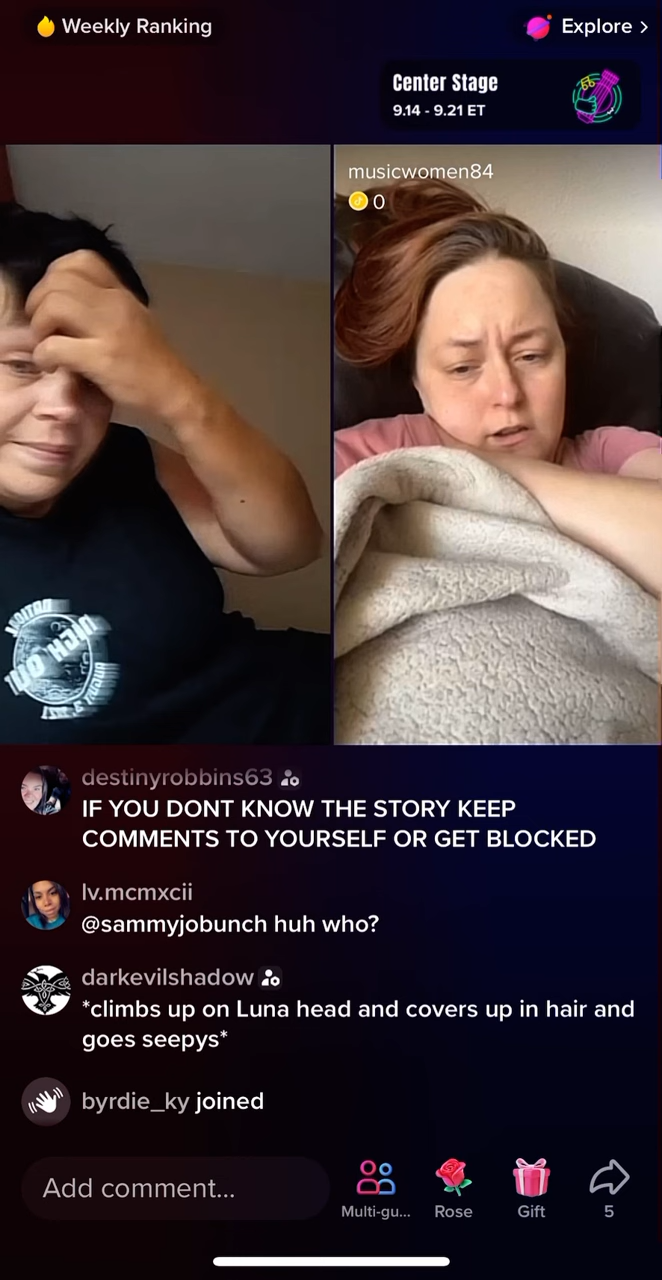 Weekly Ranking
Explore >
Center Stage
9.14 - 9.21 ET
musicwomen84
0
destinyrobbins63
IF YOU DONT KNOW THE STORY KEEP
COMMENTS TO YOURSELF OR GET BLOCKED
lv.mcmxcii
@sammyjobunch huh who?
darkevilshadow
*climbs up on Luna head and covers up in hair and
goes seepys*
byrdie_ky joined
Add comment...
Multi-gu...
Rose
Gift
5